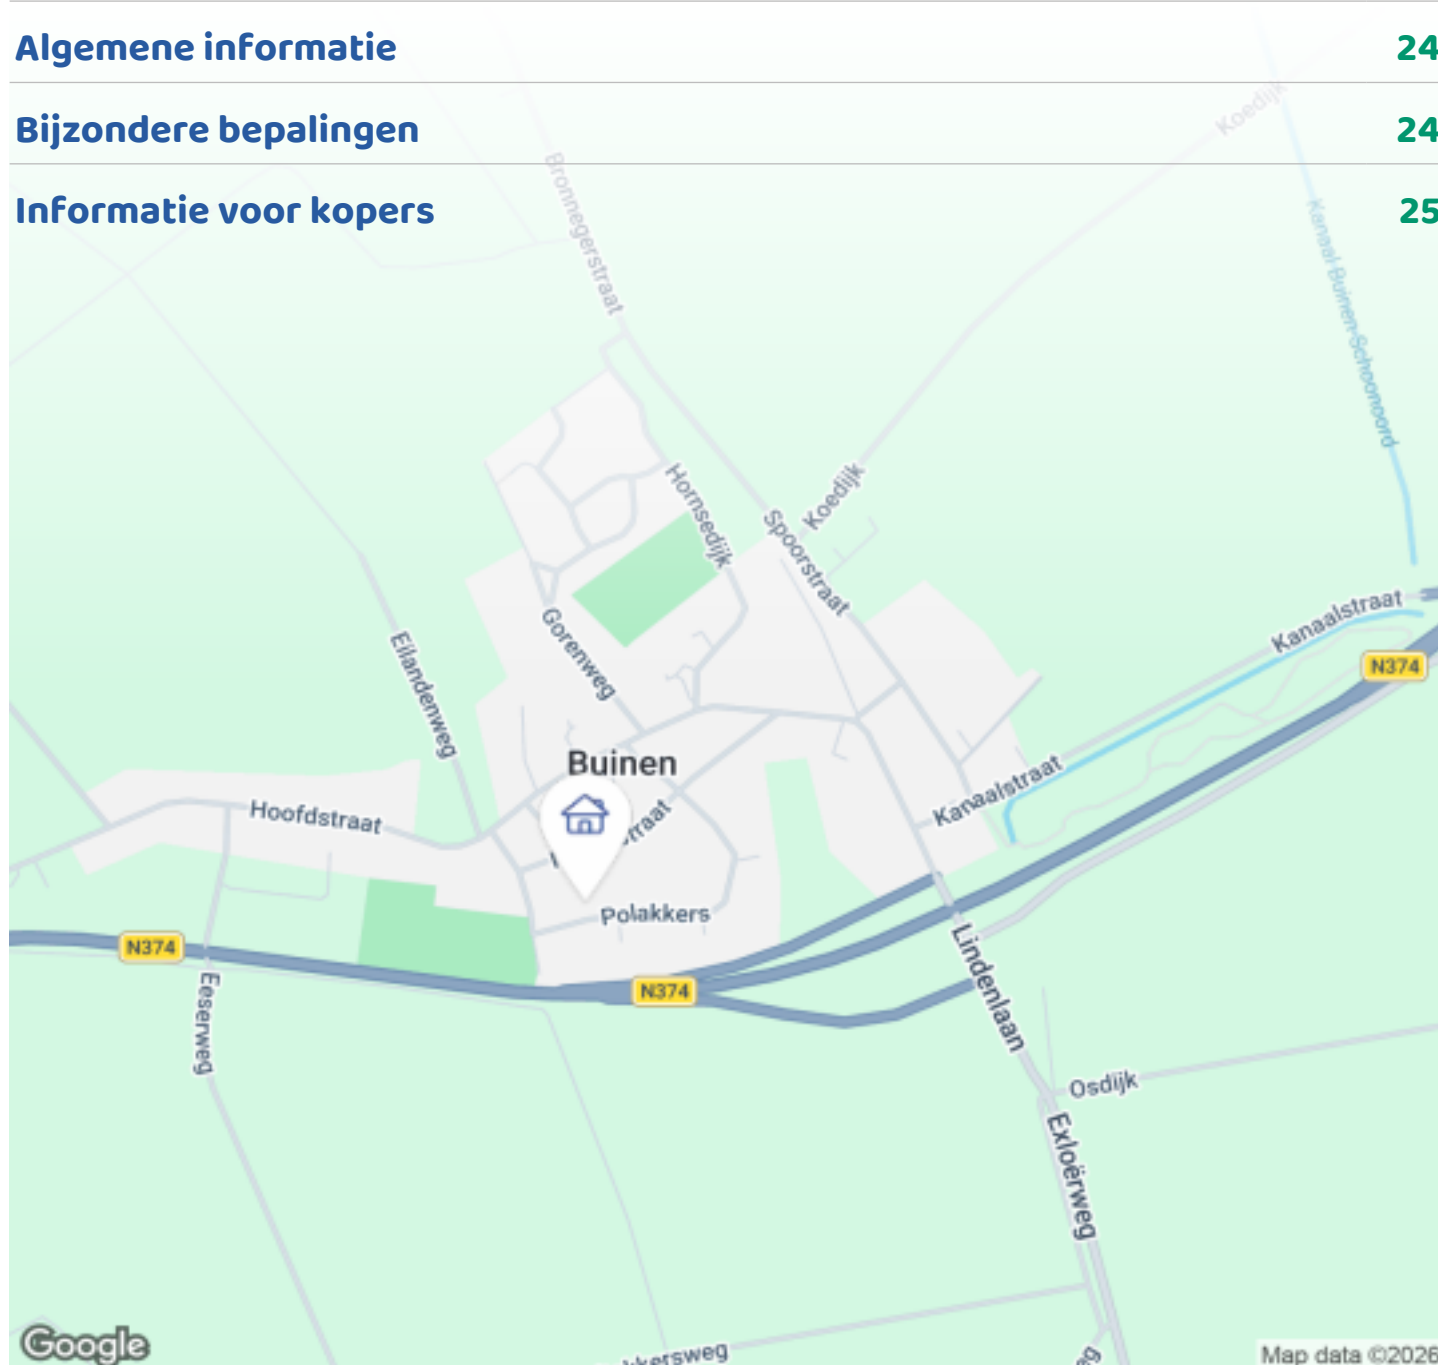 Algemene informatie 24
Bijzondere bepalingen 24
Informatie voor kopers 25
Koedijk
Bronnegerstraat
Kanaal Buinen-Schoonoord
Hornsedijk
Koedijk
Spoorstraat
Gorenweg
Kanaalstraat
Eilandenweg
N374
Buinen
Kanaalstraat
Hoofdstraat
Polakkers
N374
Lindenlaan
N374
Eeserweg
Osdijk
Exloërweg
Google
Map data ©2026